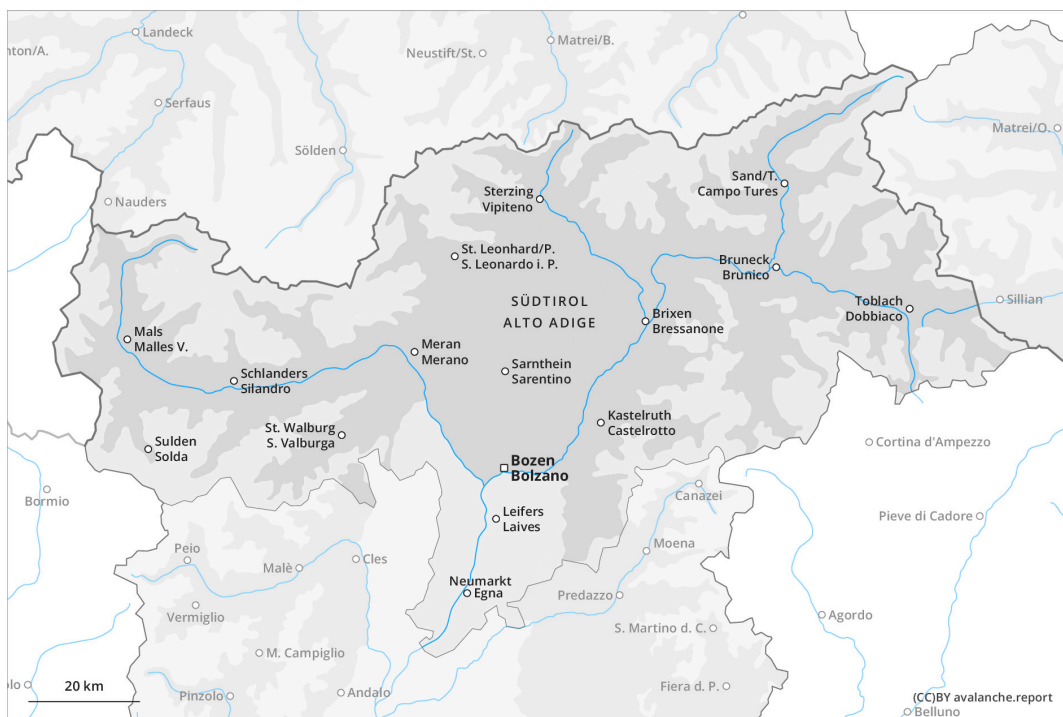 Landeck
nton/A.
Neustift/St.
Matrei/B.
Serfaus
Sölden
Matrei/O.
Nauders
Sterzing
Vipiteno
Sand/T.
Campo Tures
St. Leonhard/P.
S. Leonardo i. P.
Bruneck
Brunico
SÜDTIROL
ALTO ADIGE
Toblach
Dobbiaco
Sillian
Brixen
Bressanone
Mals
Malles V.
Meran
Merano
Schlanders
Silandro
Sarnthein
Sarentino
St. Walburg
S. Valburga
Kastelruth
Castelrotto
Sulden
Solda
Cortina d'Ampezzo
Bozen
Bolzano
Bormio
Canazei
Leifers
Laives
Pieve di Cadore
Peio
Cles
Malè
Moena
Neumarkt
Egna
Predazzo
Vermiglio
Agordo
S. Martino d. C.
M. Campiglio
olo
20 km
Pinzolo
Andalo
Fiera d. P.
(CC)BY avalanche.report
Belluno